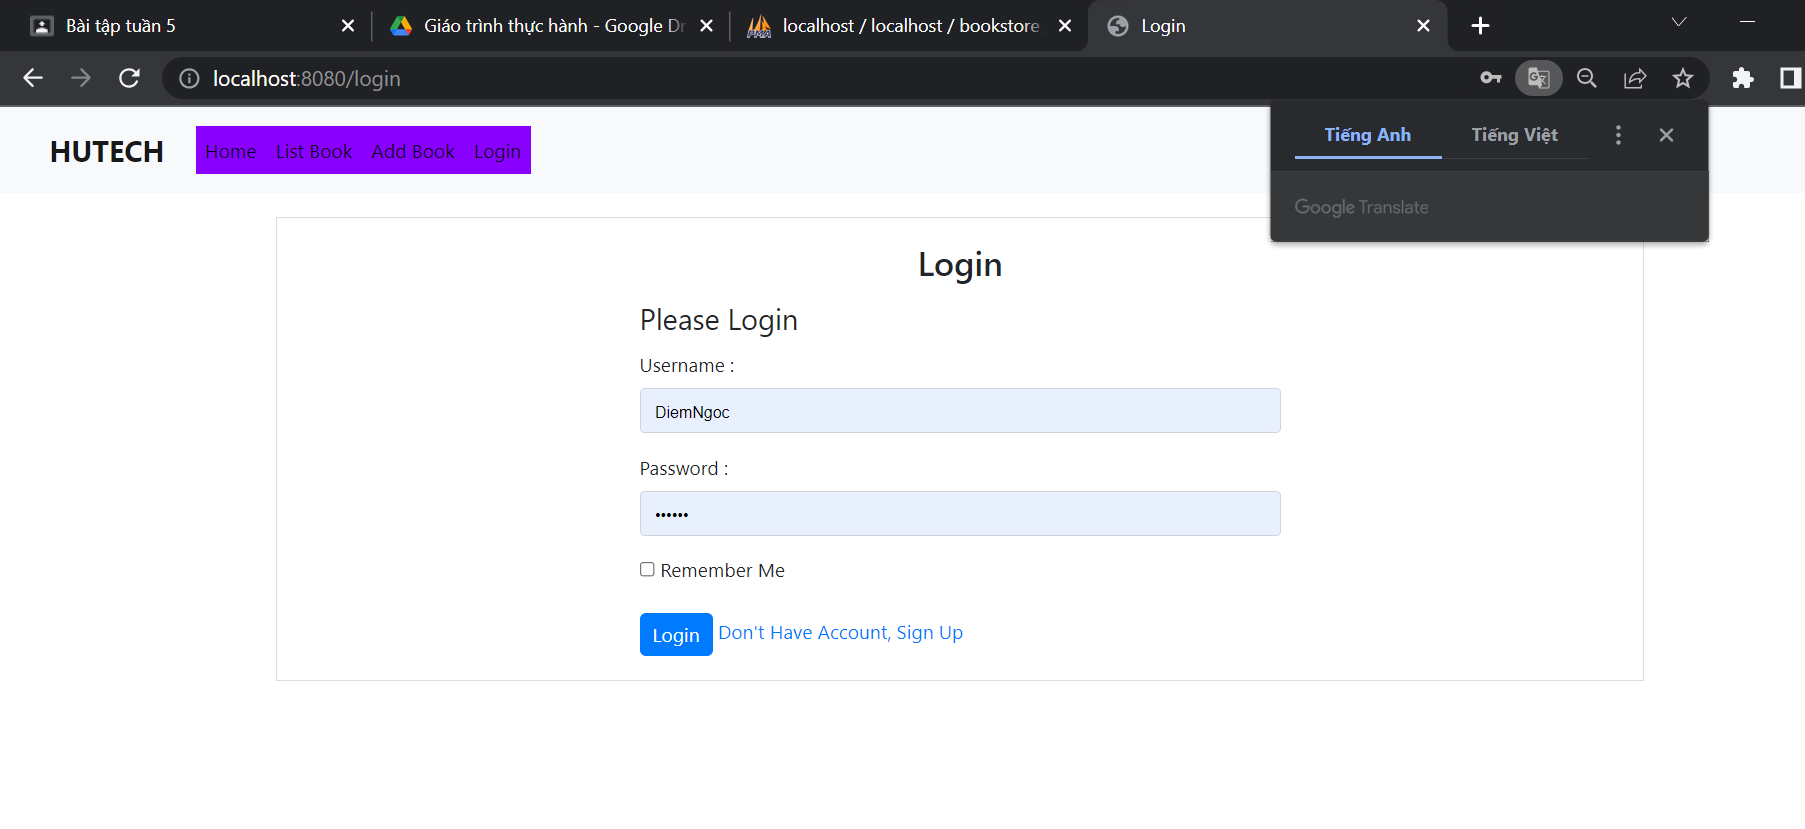 Bài tập tuần 5
Giáo trình thực hành - Google Dr
localhost / localhost / bookstore
Login
localhost:8080/login
Tiếng Anh
Tiếng Việt
Google Translate
HUTECH
Home
List Book
Add Book
Login
Login
Please Login
Username :
DiemNgoc
Password :
••••••
Remember Me
Login
Don't Have Account, Sign Up